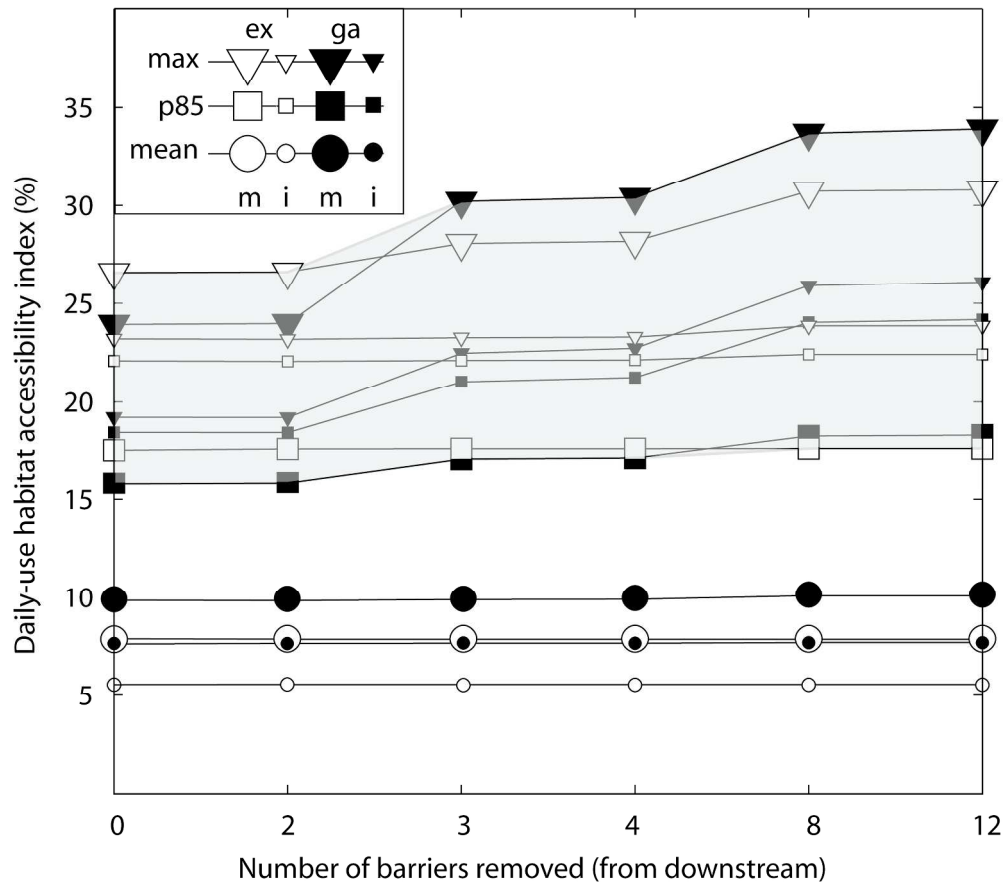 ex ga
max
p85
mean
m i m i
Daily-use habitat accessibility index (%)
35
30
25
20
15
10
5
0 2 3 4 8 12
Number of barriers removed (from downstream)